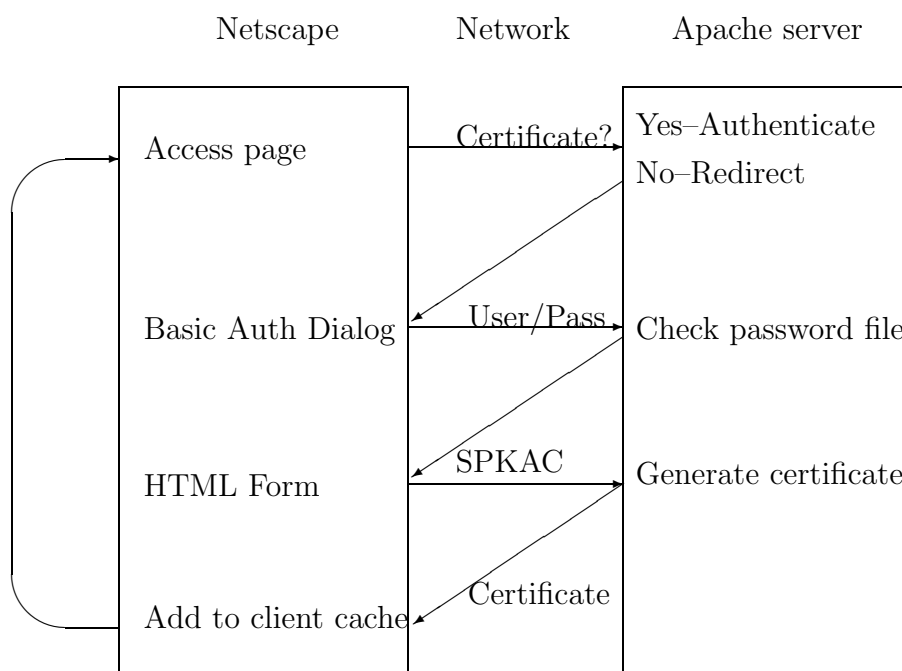 Netscape
Network
Apache server
Access page
Certificate?
Yes–Authenticate
No–Redirect
Basic Auth Dialog
User/Pass
Check password file
HTML Form
SPKAC
Generate certificate
Add to client cache
Certificate